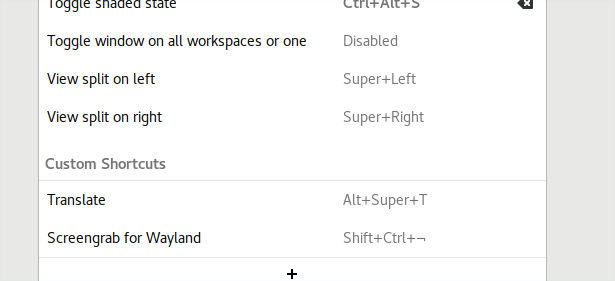 Toggle shaded state Ctrl+Alt+S
Toggle window on all workspaces or one Disabled
View split on left Super+Left
View split on right Super+Right
Custom Shortcuts
Translate Alt+Super+T
Screengrab for Wayland Shift+Ctrl+¬
+